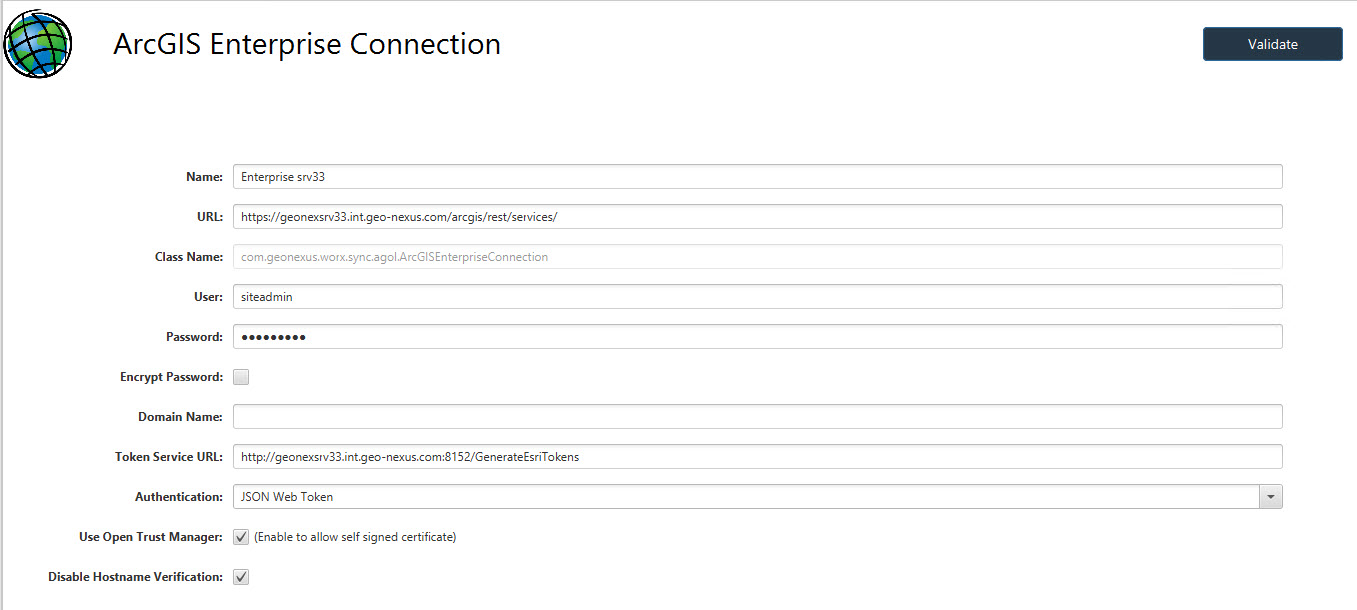 ArcGIS Enterprise Connection
Validate
Name: Enterprise srv33
URL: https://geonexsrv33.int.geo-nexus.com/arcgis/rest/services/
Class Name: com.geonexus.worx.sync.agol.ArcGISEnterpriseConnection
User: siteadmin
Password: •••••••••
Encrypt Password:
Domain Name:
Token Service URL: http://geonexsrv33.int.geo-nexus.com:8152/GenerateEsriTokens
Authentication: JSON Web Token
Use Open Trust Manager: (Enable to allow self signed certificate)
Disable Hostname Verification: